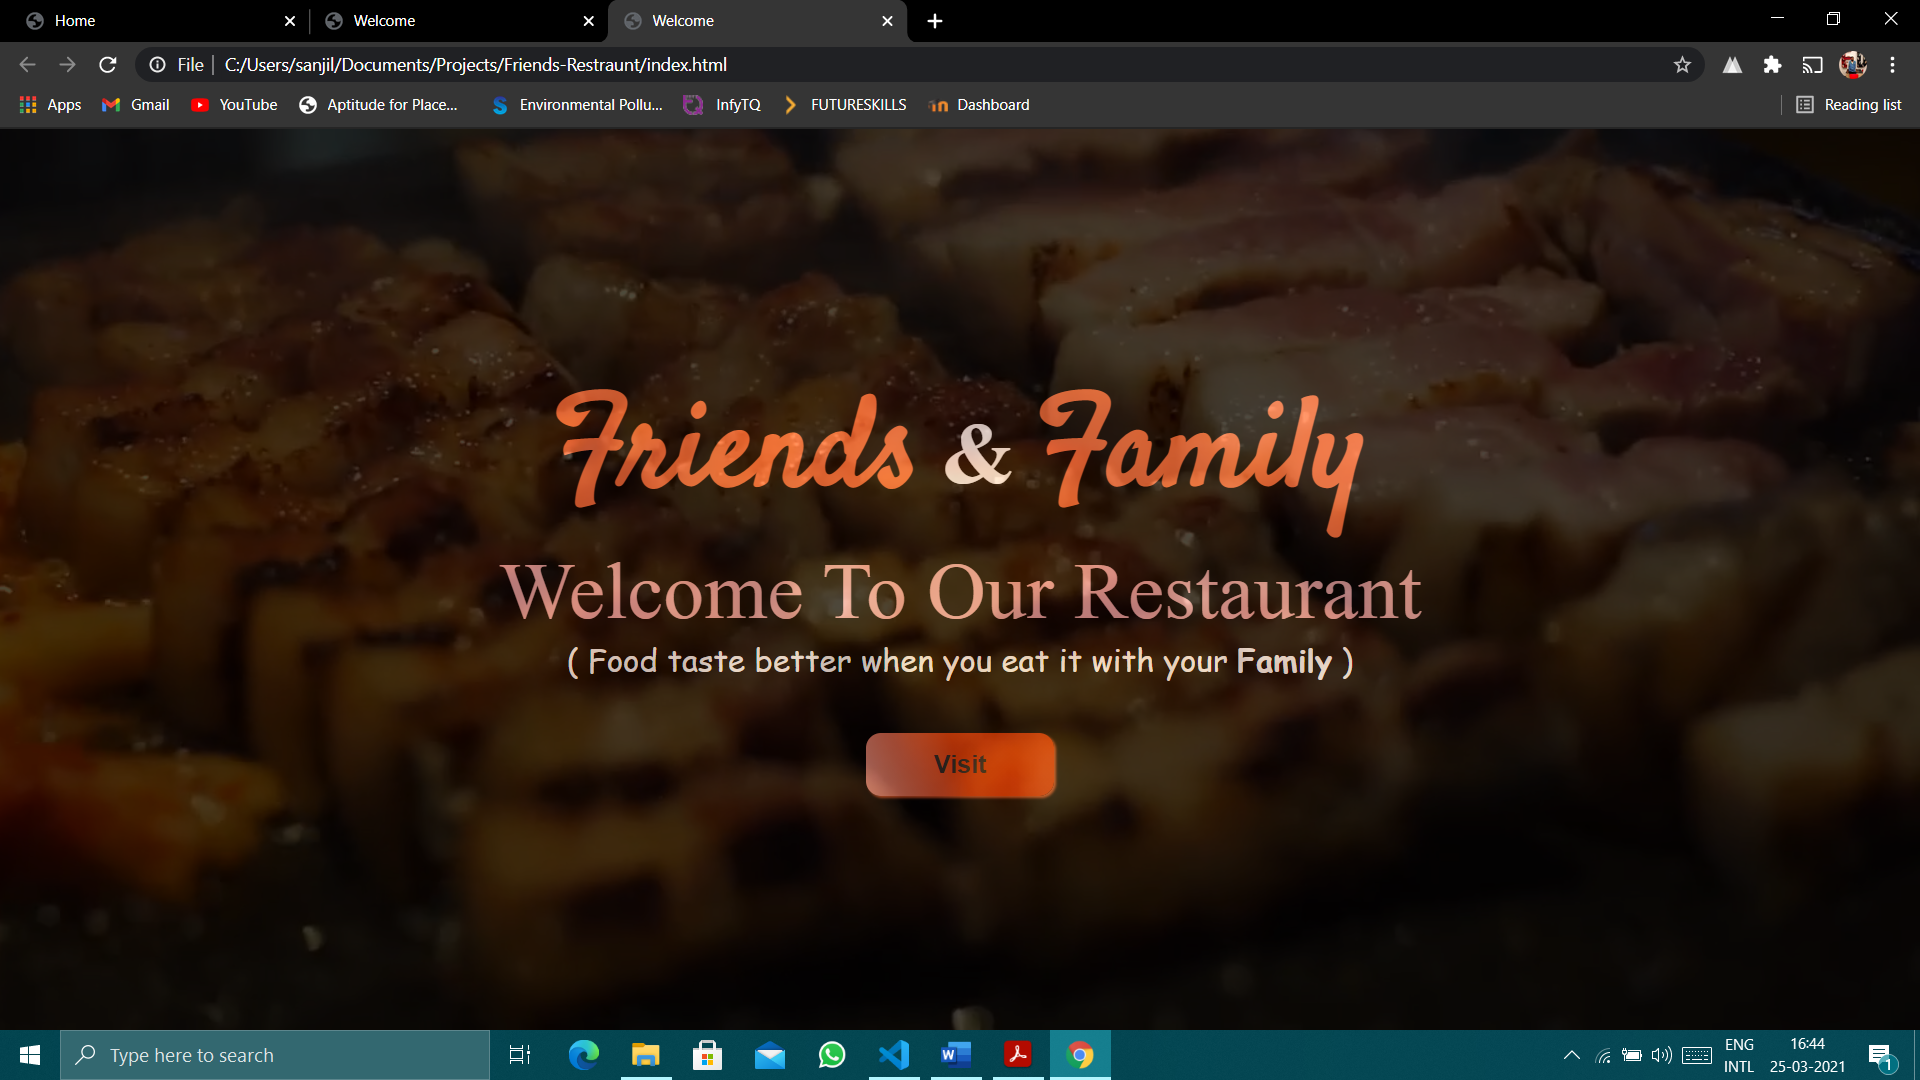 Home
Welcome
Welcome
File
C:/Users/sanjil/Documents/Projects/Friends-Restraunt/index.html
Apps
Gmail
YouTube
Aptitude for Place...
Environmental Pollu...
InfyTQ
FUTURESKILLS
Dashboard
Reading list
Friends & Family
Welcome To Our Restaurant
( Food taste better when you eat it with your Family )
Visit
Type here to search
ENG
INTL
16:44
25-03-2021
1